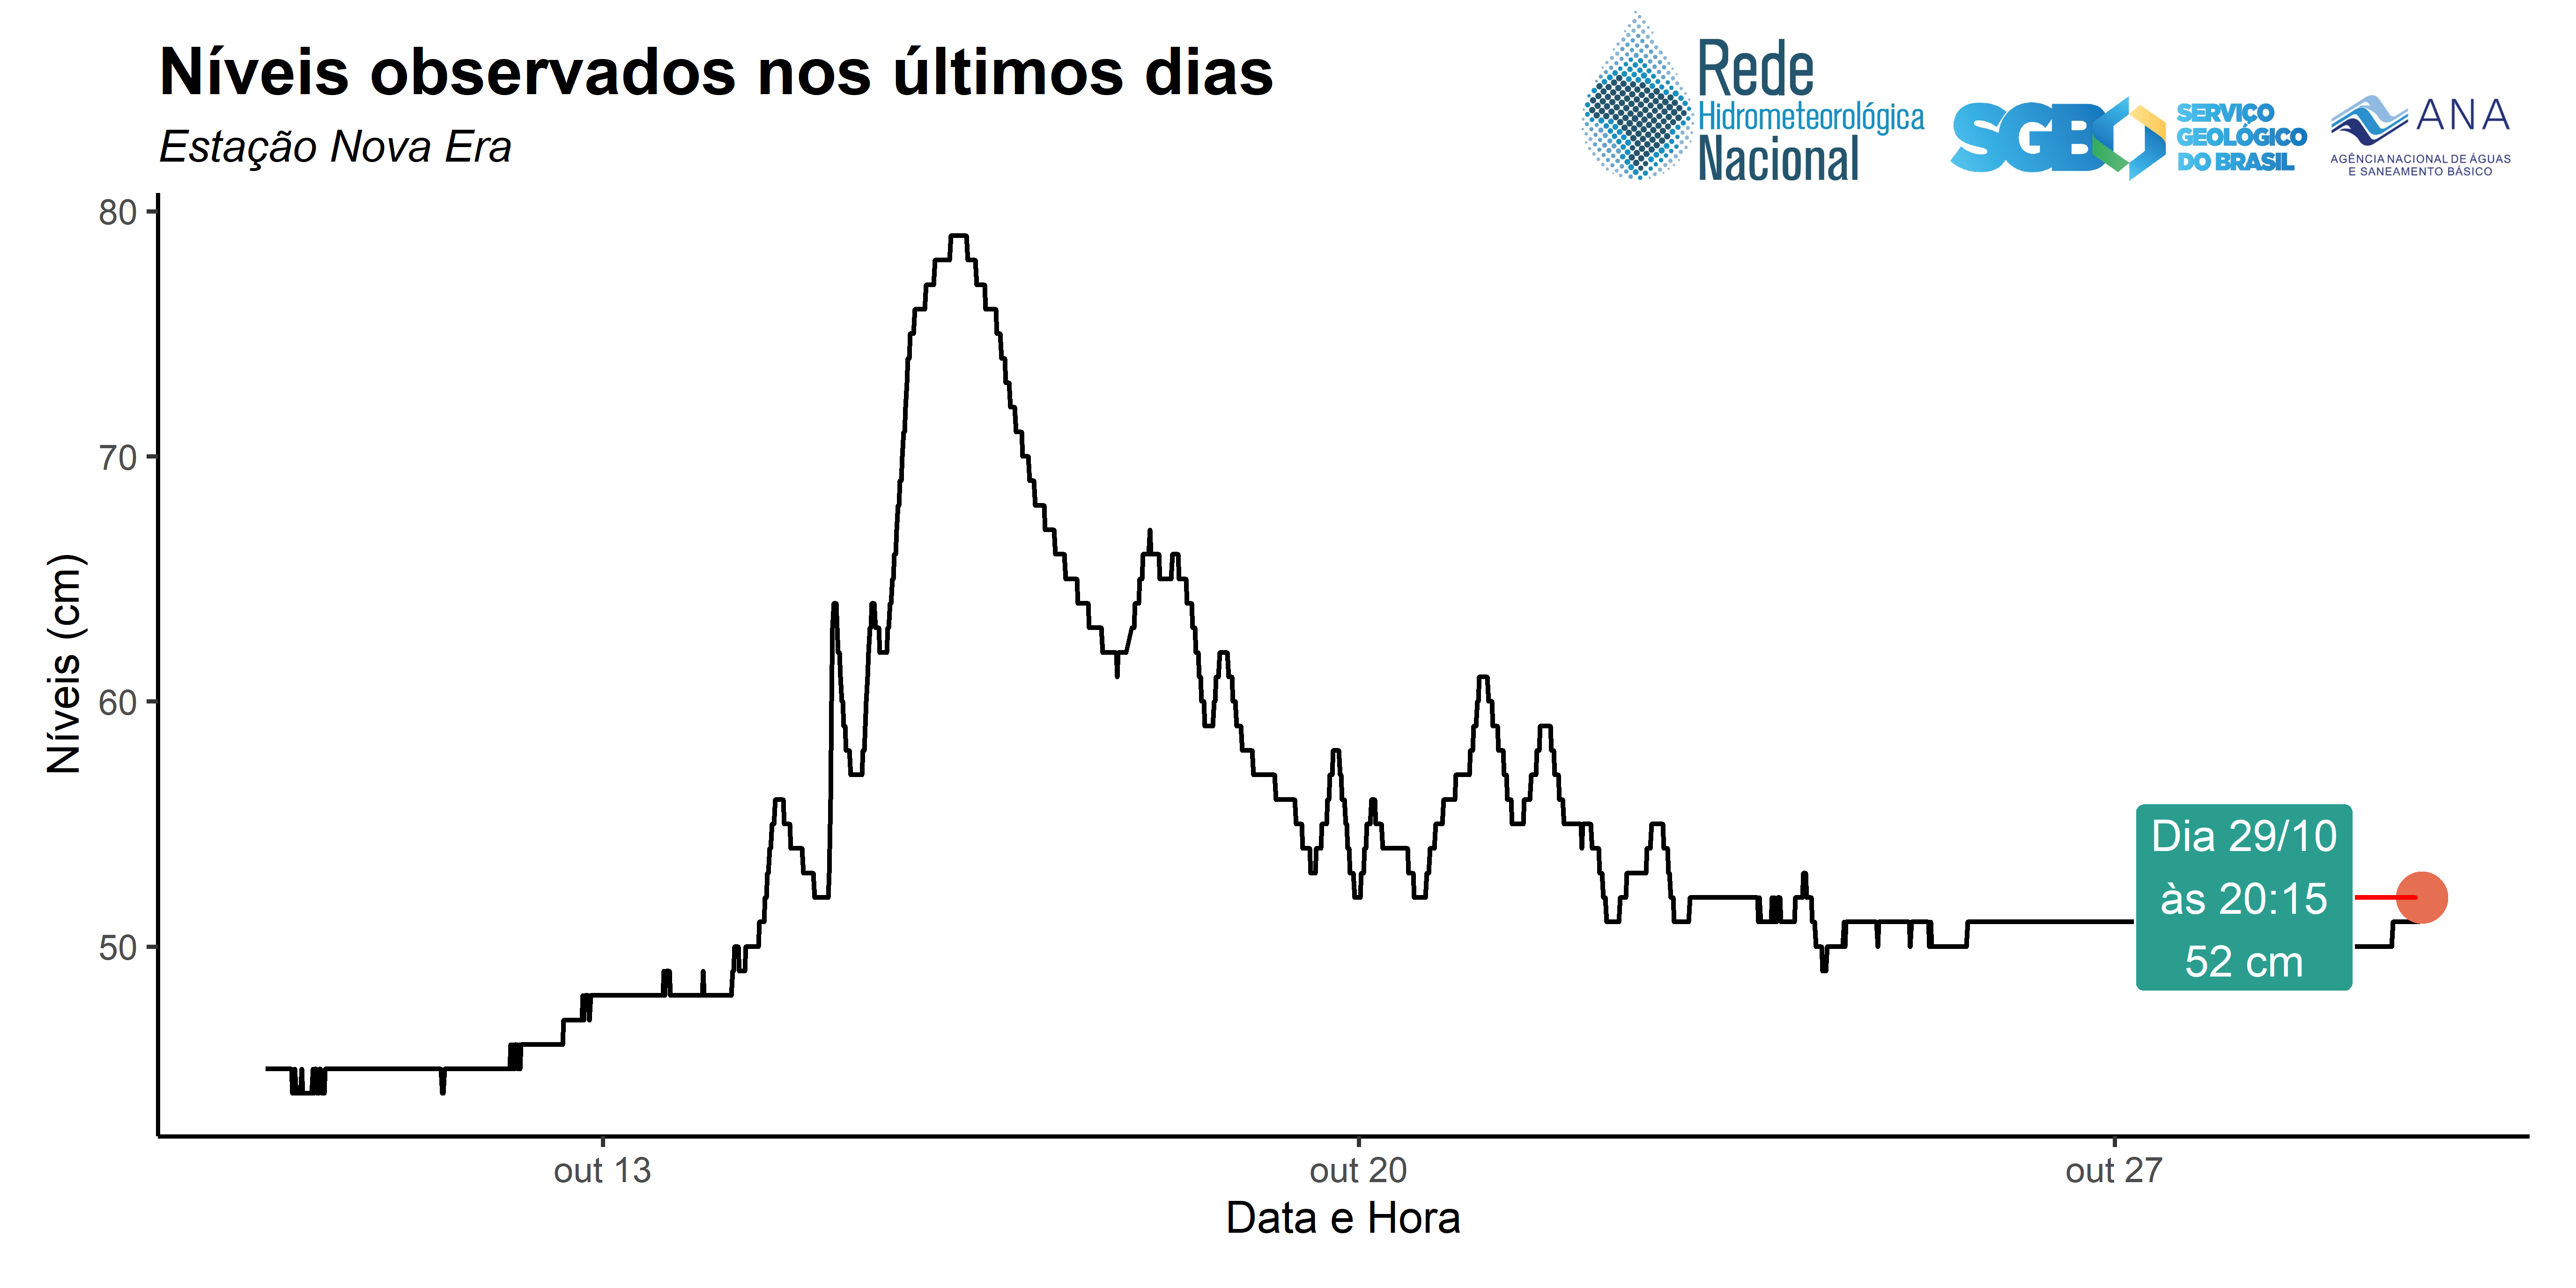 Níveis observados nos últimos dias
Estação Nova Era
Rede
Hidrometeorológica
Nacional
SGB
SERVIÇO
GEOLÓGICO
DO BRASIL
ANA
AGÊNCIA NACIONAL DE ÁGUAS
E SANEAMENTO BÁSICO
80
70
60
50
Níveis (cm)
Dia 29/10
às 20:15
52 cm
out 13
out 20
out 27
Data e Hora